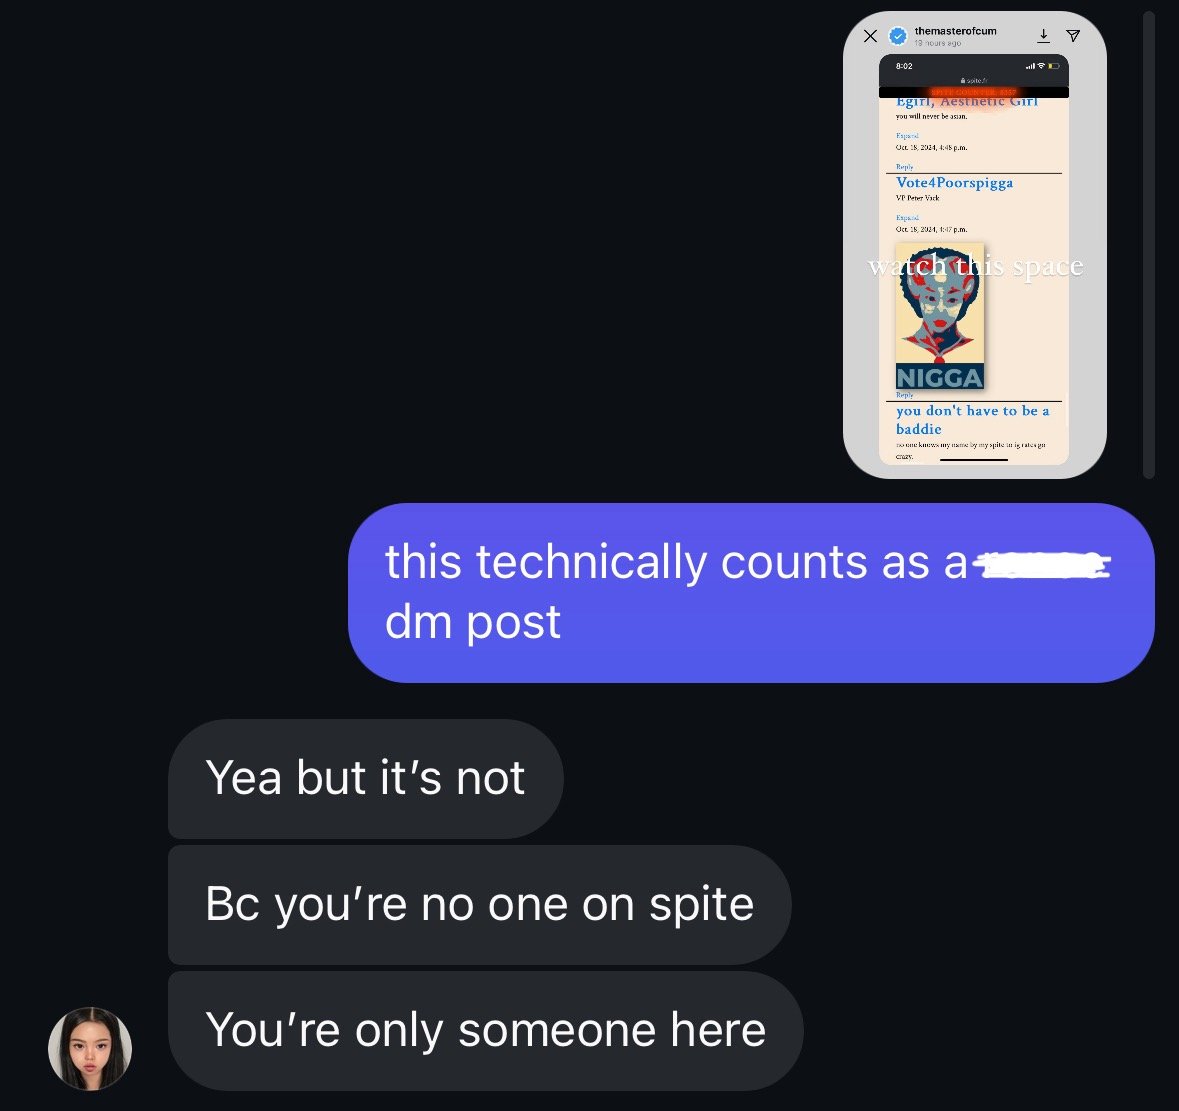 themasterofcum
19 hours ago
8:02
spite.fr
SPITE COUNTER: 8357
Egirl, Aesthetic Girl
you will never be asian.
Expand
Oct. 18, 2024, 4:48 p.m.
Reply
Vote4Poorspigga
VP Peter Vack
Expand
Oct. 18, 2024, 4:47 p.m.
watch this space
NIGGA
Reply
you don't have to be a
baddie
no one knows my name by my spite to ig rates go
crazy.
this technically counts as a
dm post
Yea but it's not
Bc you're no one on spite
You're only someone here